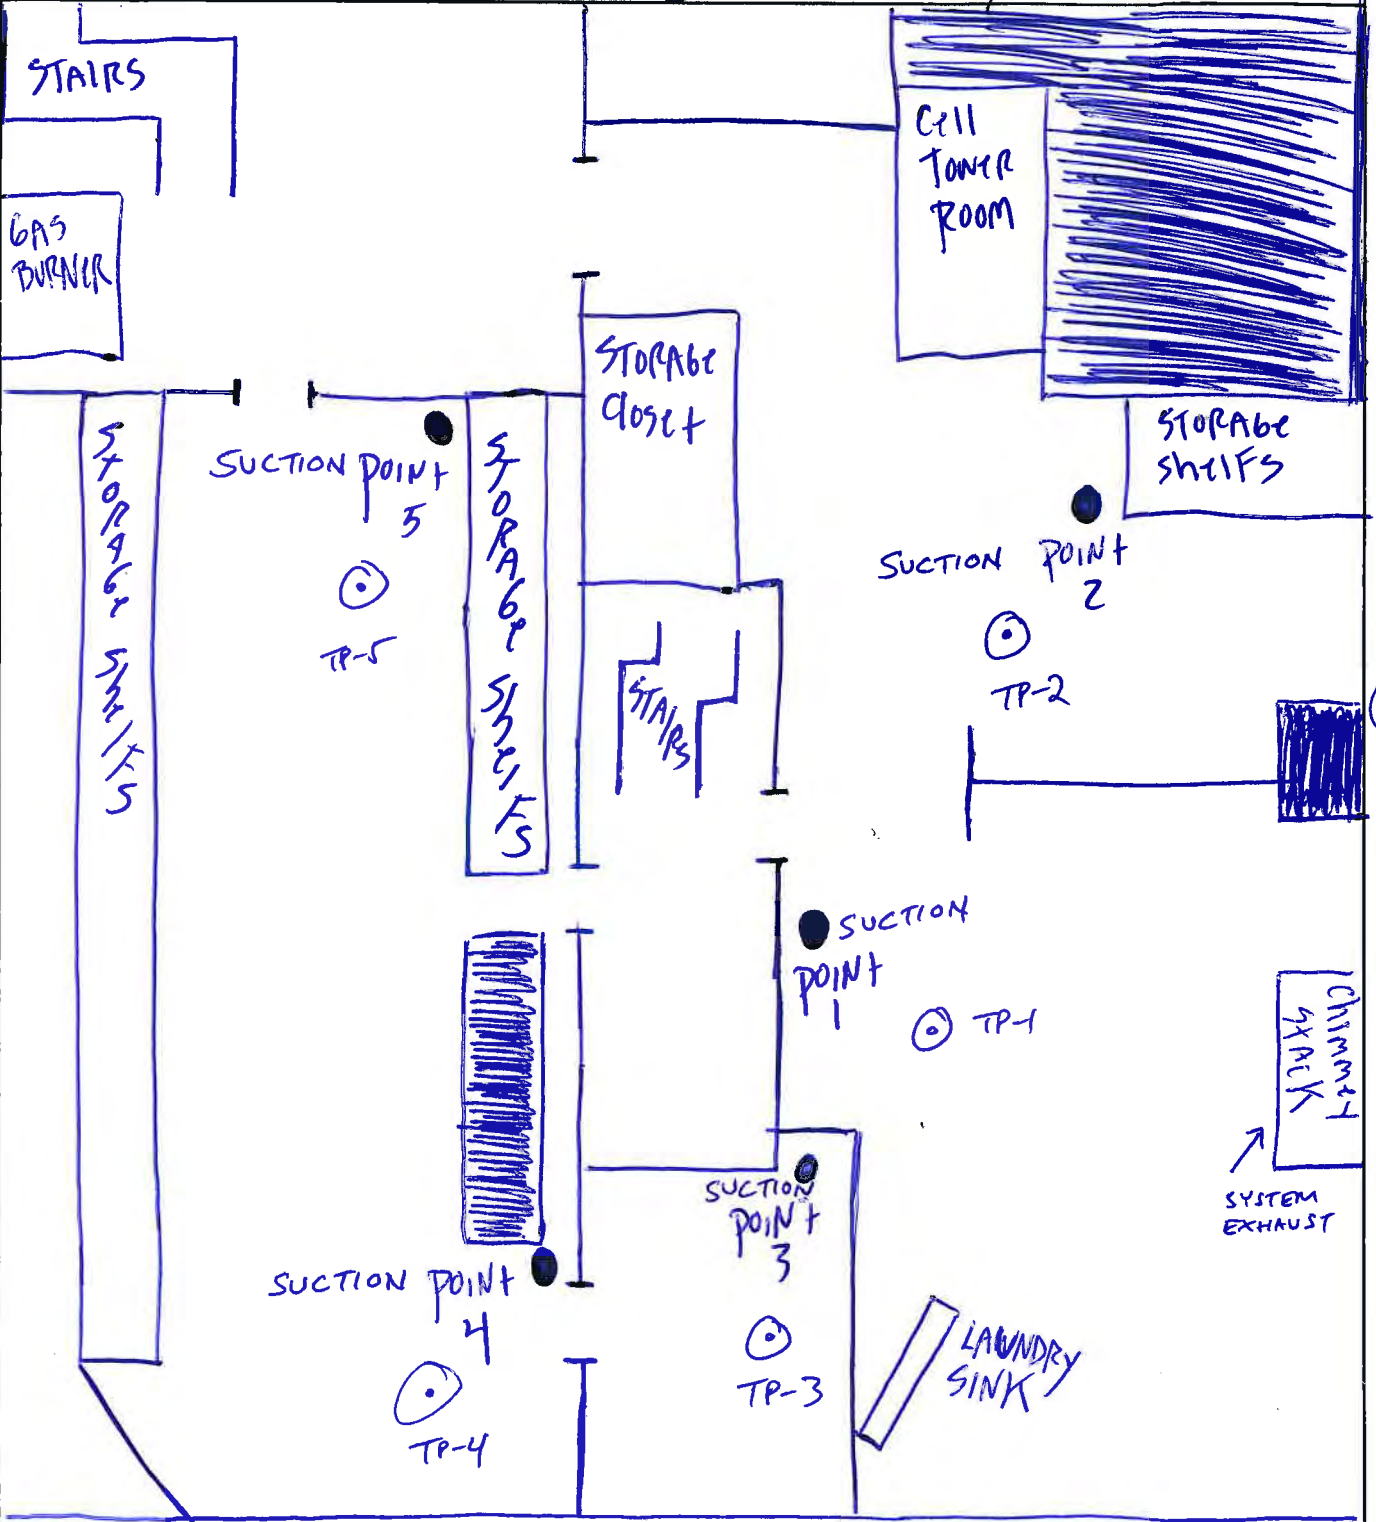 STAIRS
GAS
BURNER
Cell
TOWER
ROOM
STORAGE
Closet
STORAGE
shelFs
STORAGE shelFs
SUCTION POINT
5
TP-5
STORAGE shelFs
SUCTION POINT
2
TP-2
STAIRS
SUCTION
POINT
1
TP-1
Chimmey
STACK
SYSTEM
EXHAUST
SUCTION
POINT
3
TP-3
SUCTION POINT
4
TP-4
LAWNDRY
SINK